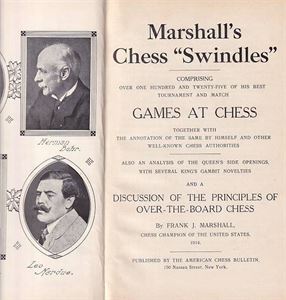 Herman
Behr.
Leo
Nardus.
Marshall's
Chess "Swindles"
COMPRISING
OVER ONE HUNDRED AND TWENTY-FIVE OF HIS BEST
TOURNAMENT AND MATCH
GAMES AT CHESS
TOGETHER WITH
THE ANNOTATION OF THE SAME BY HIMSELF AND OTHER
WELL-KNOWN CHESS AUTHORITIES
ALSO AN ANALYSIS OF THE QUEEN'S SIDE OPENINGS,
WITH SEVERAL KING'S GAMBIT NOVELTIES
AND A
DISCUSSION OF THE PRINCIPLES OF
OVER-THE-BOARD CHESS
By FRANK J. MARSHALL,
CHESS CHAMPION OF THE UNITED STATES,
1914.
PUBLISHED BY THE AMERICAN CHESS BULLETIN,
150 Nassau Street, New York.